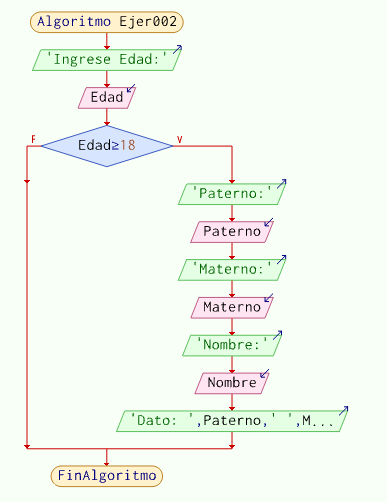 Algoritmo Ejer002
'Ingrese Edad:'
Edad
F
Edad≥18
V
'Paterno:'
Paterno
'Materno:'
Materno
'Nombre:'
Nombre
'Dato: ',Paterno,' ',M...
FinAlgoritmo